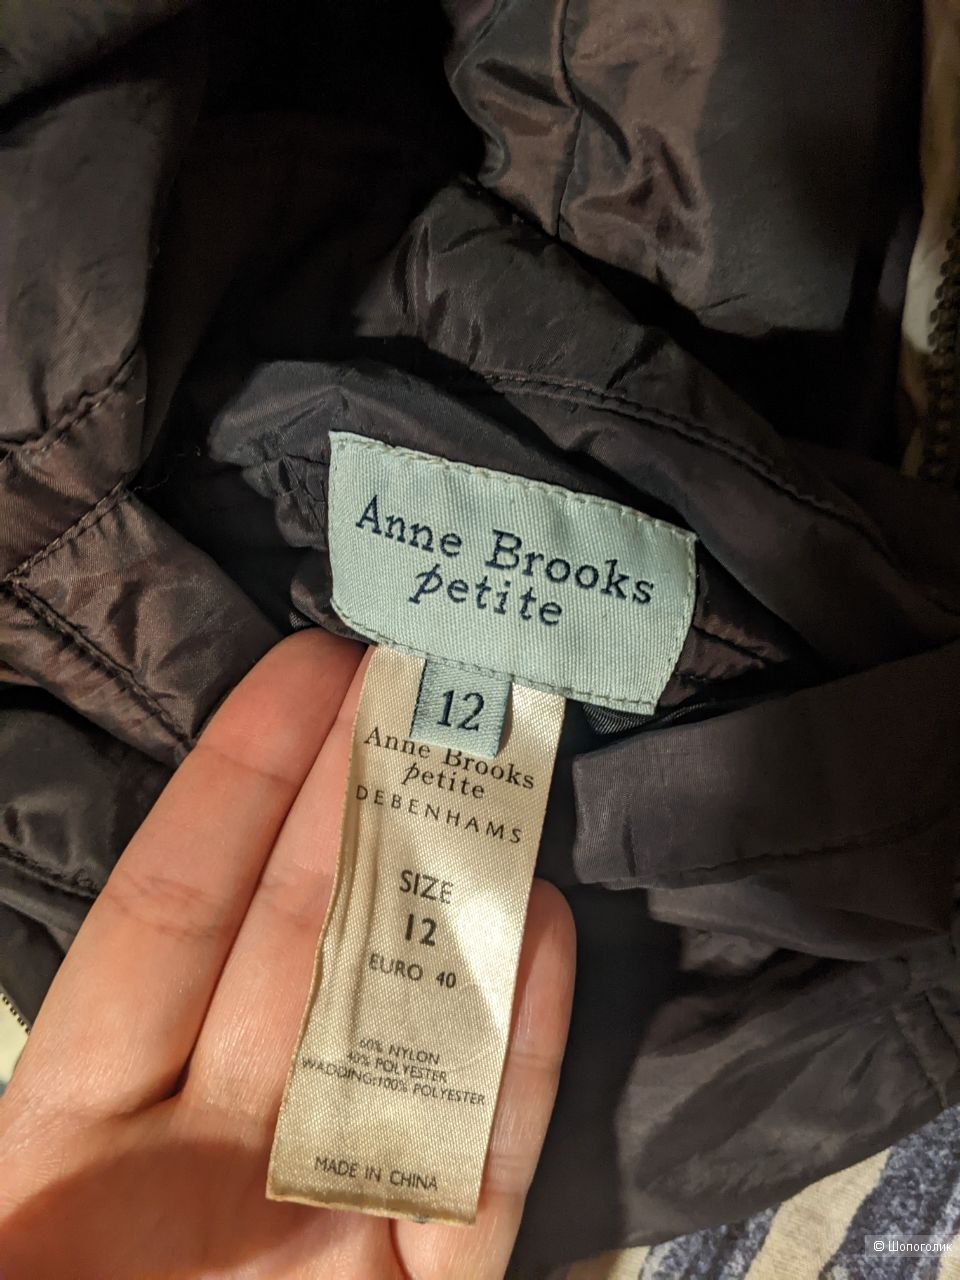 Anne Brooks
petite
12
Anne Brooks
petite
DEBENHAMS
SIZE
12
EURO 40
60% NYLON
40% POLYESTER
WADDING:100% POLYESTER
MADE IN CHINA
© Шопоголик